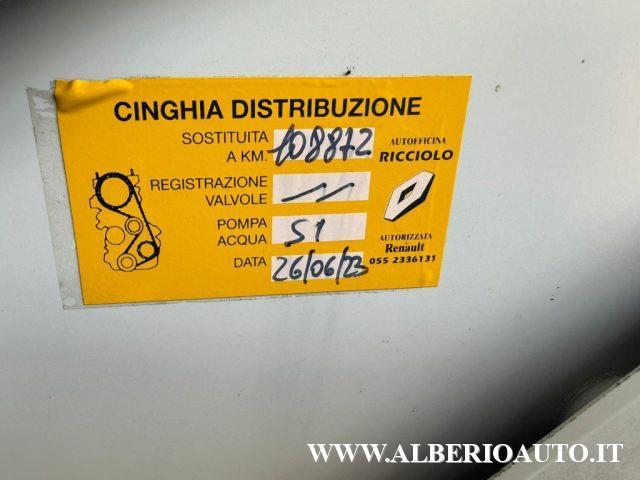 CINGHIA DISTRIBUZIONE
SOSTITUITA
A KM. 108872
REGISTRAZIONE
VALVOLE
POMPA
ACQUA SI
DATA 26/06/23
AUTOFFICINA
RICCIOLO
AUTORIZZATA
Renault
055 2336131
WWW.ALBERIOAUTO.IT